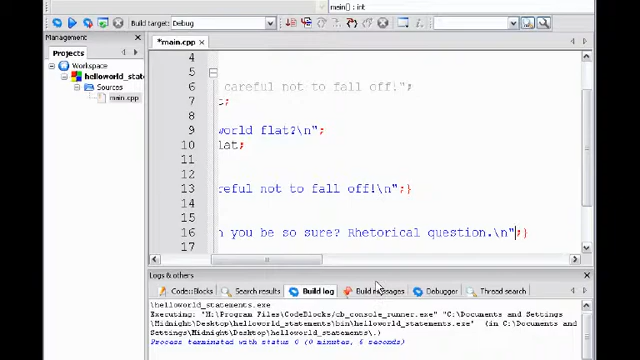 main() : int
Build target: Debug
Management
*main.cpp
Projects
Workspace
helloworld_state
Sources
main.cpp
4
5
6 careful not to fall off!";
7 t;
8
9 world flat?\n";
10 lat;
11
12
13 reful not to fall off!\n";}
14
15
16 n you be so sure? Rhetorical question.\n";}
17
Logs & others
Code::Blocks
Search results
Build log
Build messages
Debugger
Thread search
\helloworld_statements.exe
Executing: "H:\Program Files\CodeBlocks/cb_console_runner.exe" "C:\Documents and Settings
\Midnight\Desktop\helloworld_statements\bin\helloworld_statements.exe" (in C:\Documents and
Settings\Midnight\Desktop\helloworld_statements\.)
Process terminated with status 0 (0 minutes, 6 seconds)